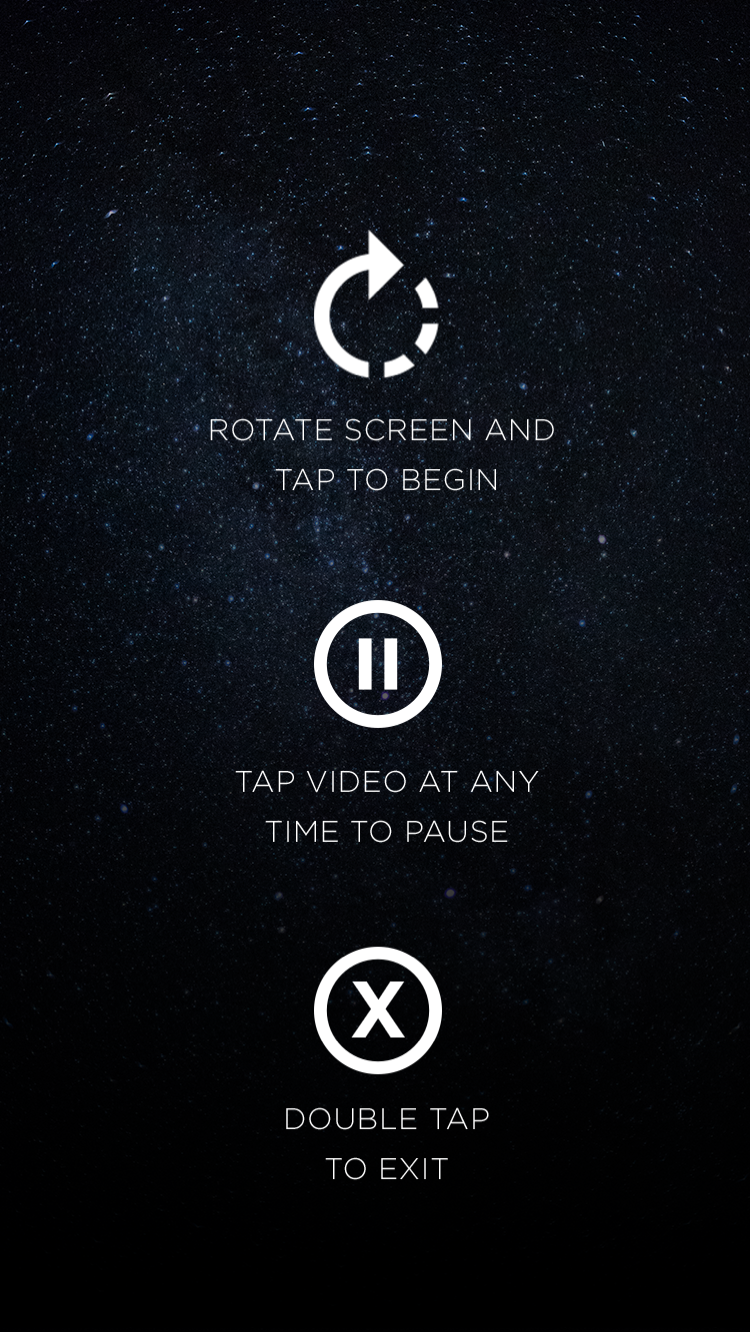 ROTATE SCREEN AND
TAP TO BEGIN
TAP VIDEO AT ANY
TIME TO PAUSE
X
DOUBLE TAP
TO EXIT